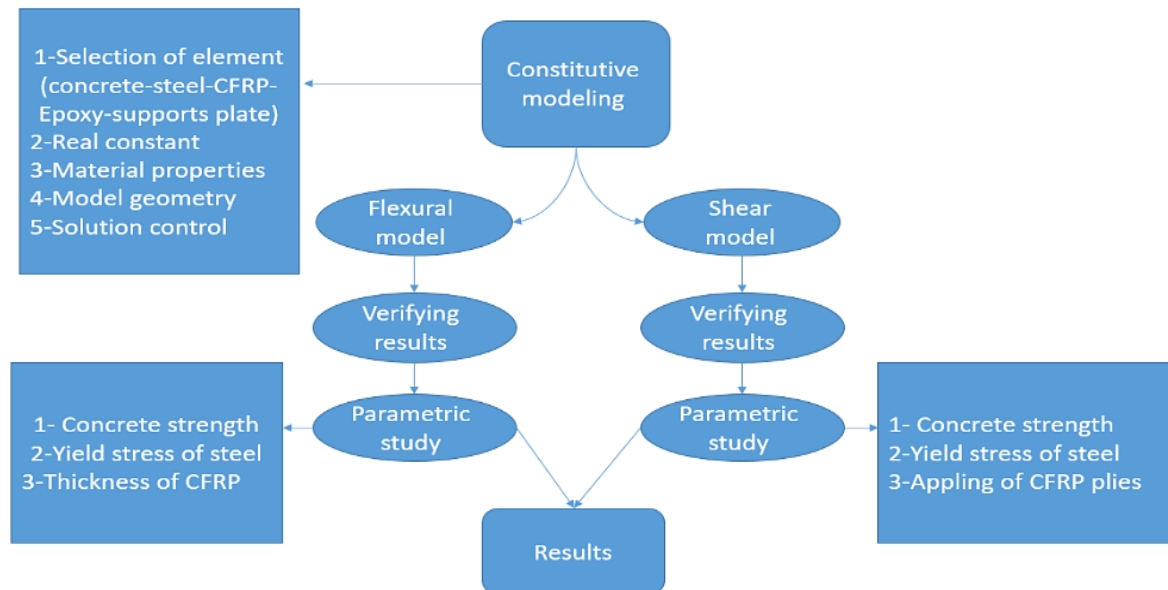 1-Selection of element
(concrete-steel-CFRP-
Epoxy-supports plate)
2-Real constant
3-Material properties
4-Model geometry
5-Solution control
Constitutive
modeling
Flexural
model
Shear
model
Verifying
results
Verifying
results
Parametric
study
Parametric
study
1- Concrete strength
2-Yield stress of steel
3-Thickness of CFRP
1- Concrete strength
2-Yield stress of steel
3-Appling of CFRP plies
Results